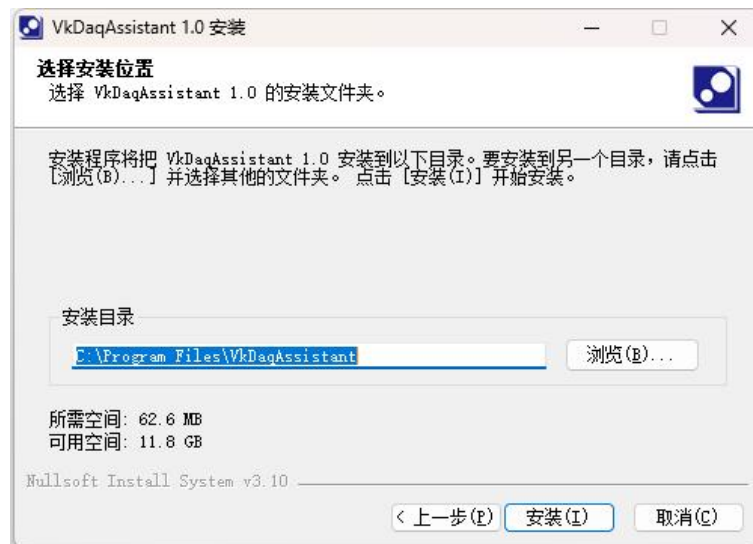 VkDaqAssistant 1.0 安装
选择安装位置
选择 VkDaqAssistant 1.0 的安装文件夹。
安装程序将把 VkDaqAssistant 1.0 安装到以下目录。要安装到另一个目录，请点击
[浏览(B)...] 并选择其他的文件夹。 点击 [安装(I)] 开始安装。
安装目录
C:\Program Files\VkDaqAssistant
浏览(B)...
所需空间: 62.6 MB
可用空间: 11.8 GB
Nullsoft Install System v3.10
< 上一步(P) 安装(I) 取消(C)